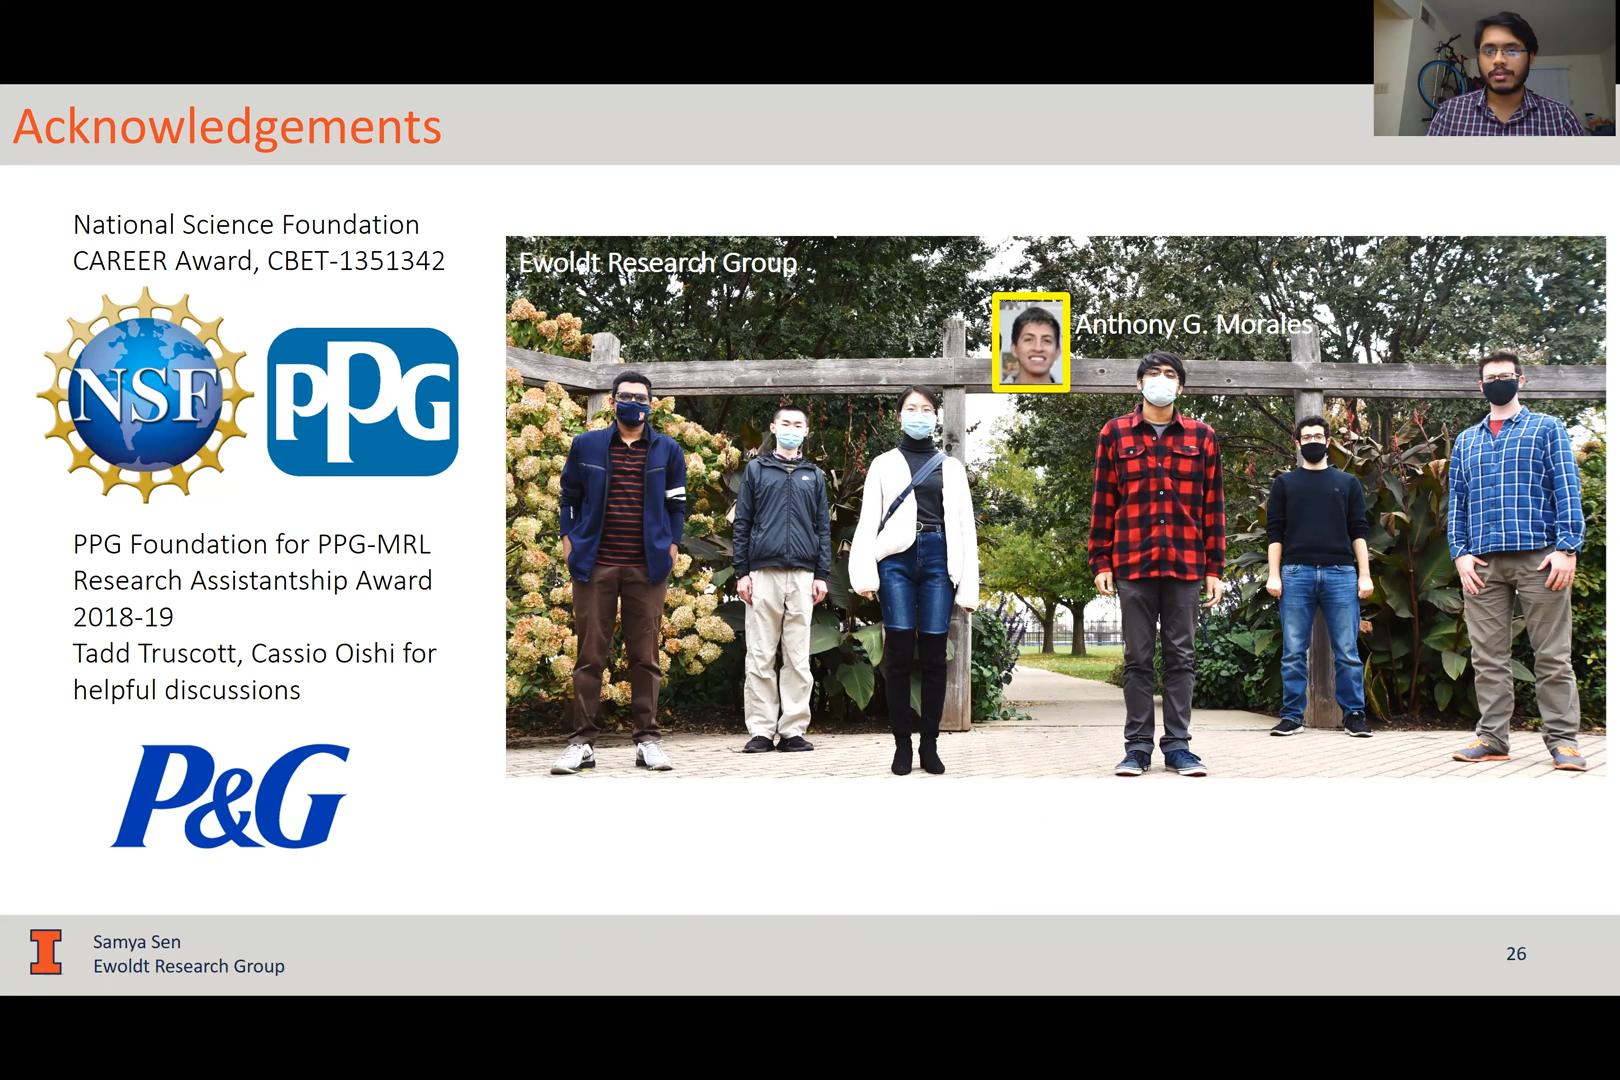 Acknowledgements
National Science Foundation
CAREER Award, CBET-1351342
NSF
PPG
PPG Foundation for PPG-MRL
Research Assistantship Award
2018-19
Tadd Truscott, Cassio Oishi for
helpful discussions
P&G
Ewoldt Research Group
Anthony G. Morales
I
Samya Sen
Ewoldt Research Group
26